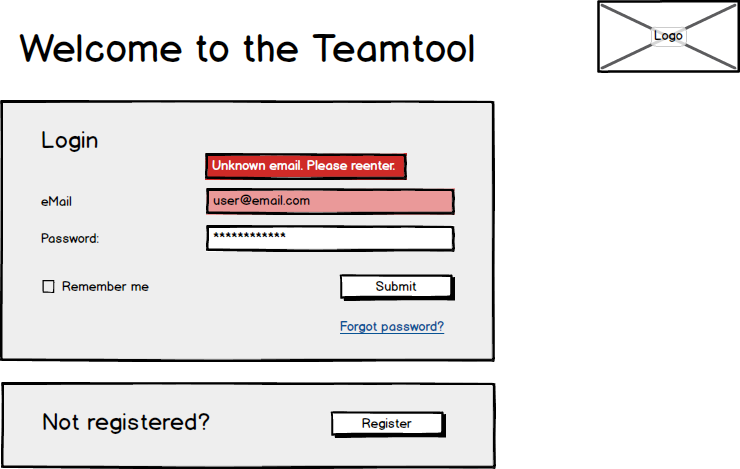 Welcome to the Teamtool
Logo
Login
Unknown email. Please reenter.
eMail
user@email.com
Password:
************
Remember me
Submit
Forgot password?
Not registered?
Register